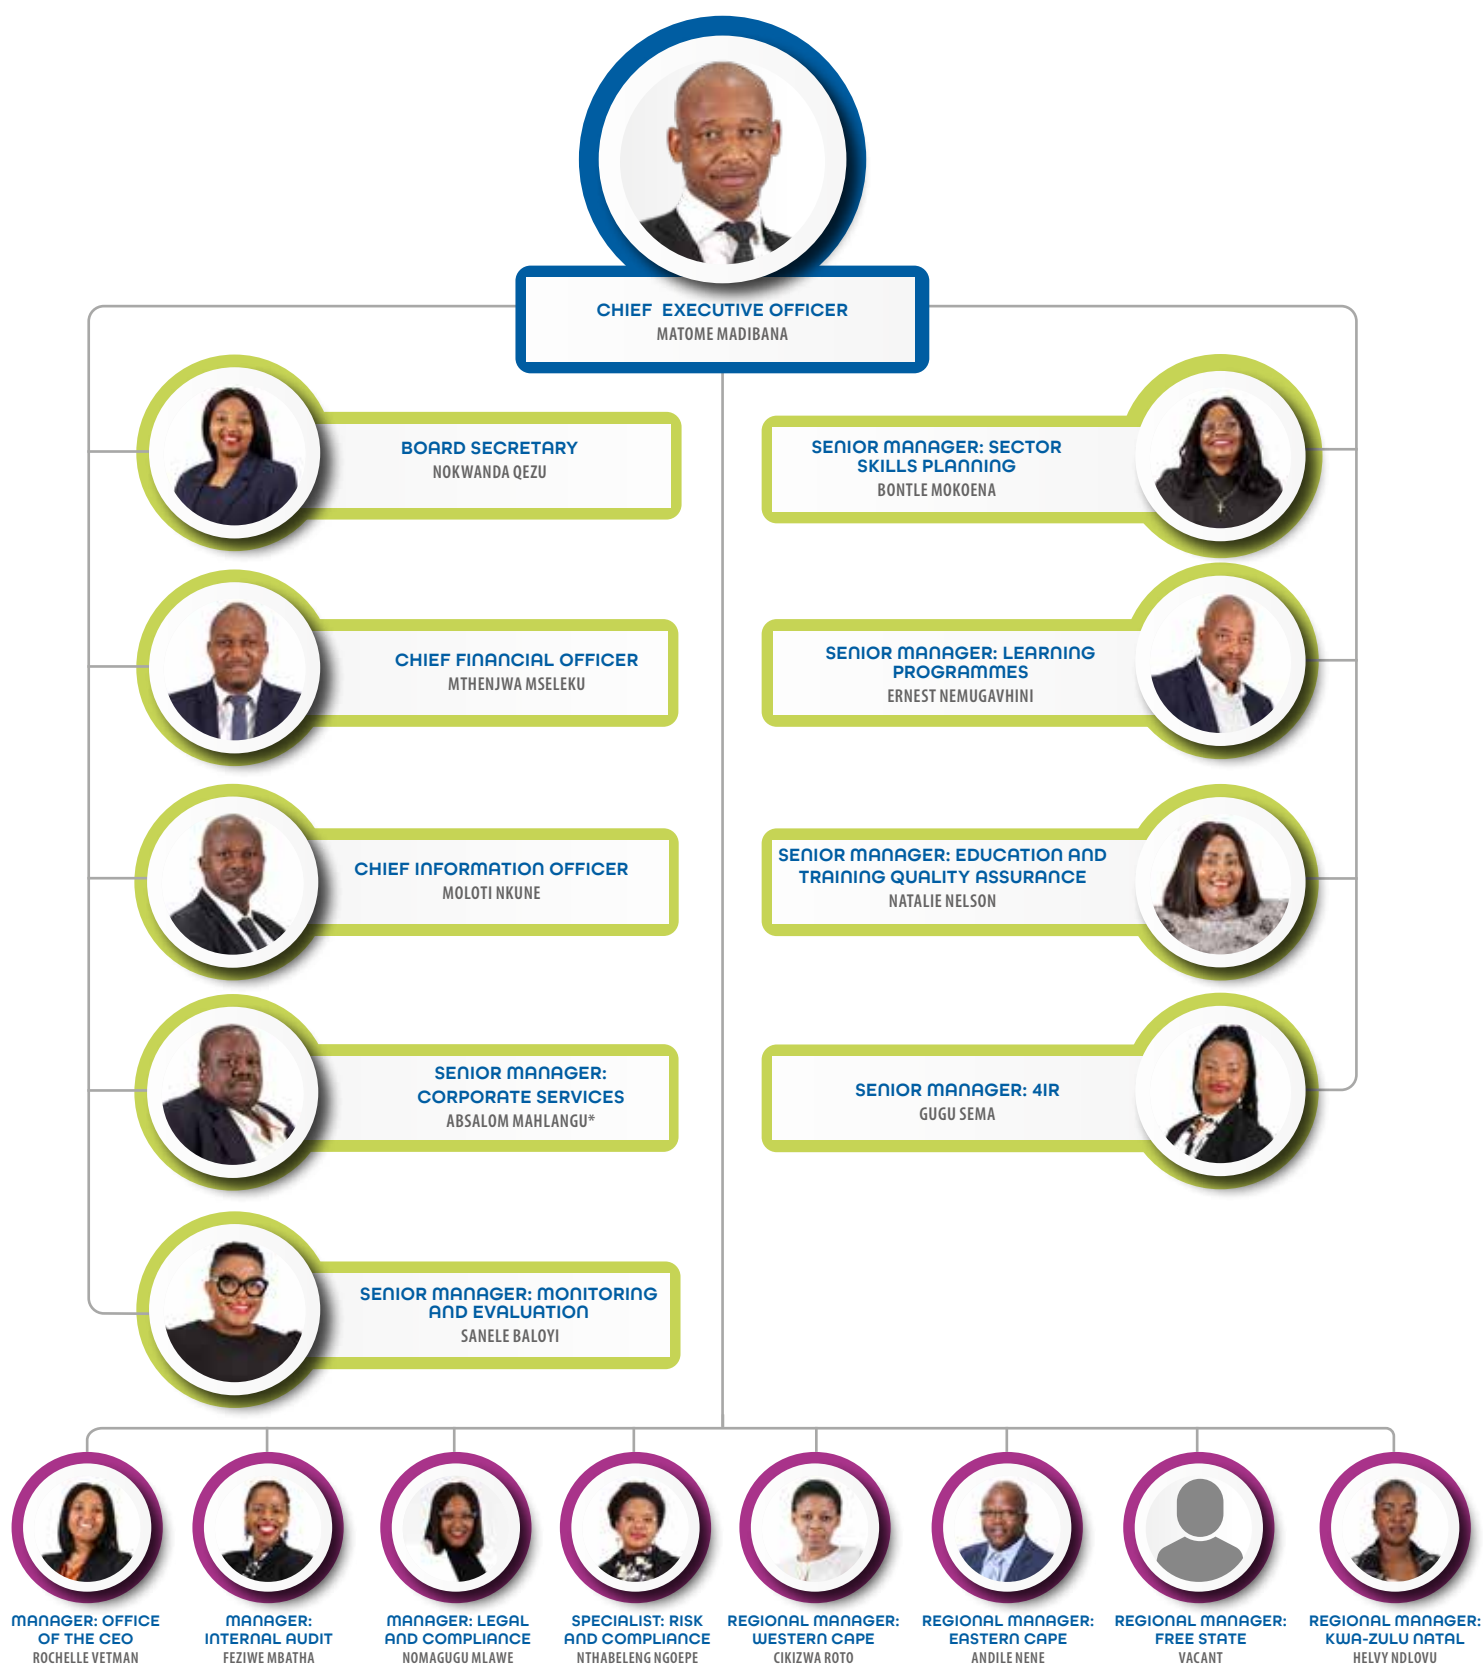 CHIEF EXECUTIVE OFFICER
MATOME MADIBANA
BOARD SECRETARY
NOKWANDA QEZU
SENIOR MANAGER: SECTOR
SKILLS PLANNING
BONTLE MOKOENA
CHIEF FINANCIAL OFFICER
MTHENJWA MSELEKU
SENIOR MANAGER: LEARNING
PROGRAMMES
ERNEST NEMUGAVHINI
CHIEF INFORMATION OFFICER
MOLOTI NKUNE
SENIOR MANAGER: EDUCATION AND
TRAINING QUALITY ASSURANCE
NATALIE NELSON
SENIOR MANAGER:
CORPORATE SERVICES
ABSALOM MAHLANGU*
SENIOR MANAGER: 4IR
GUGU SEMA
SENIOR MANAGER: MONITORING
AND EVALUATION
SANELE BALOYI
MANAGER: OFFICE
OF THE CEO
ROCHELLE VETMAN
MANAGER:
INTERNAL AUDIT
FEZIWE MBATHA
MANAGER: LEGAL
AND COMPLIANCE
NOMAGUGU MLAWE
SPECIALIST: RISK
AND COMPLIANCE
NTHABELENG NGOEPE
REGIONAL MANAGER:
WESTERN CAPE
CIKIZWA ROTO
REGIONAL MANAGER:
EASTERN CAPE
ANDILE NENE
REGIONAL MANAGER:
FREE STATE
VACANT
REGIONAL MANAGER:
KWA-ZULU NATAL
HELVY NDLOVU